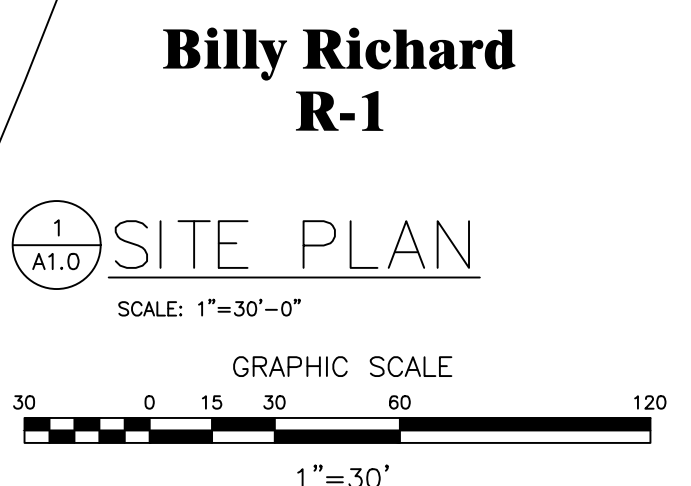 Billy Richard
R-1
1
A1.0
SITE PLAN
SCALE: 1"=30'-0"
GRAPHIC SCALE
30 0 15 30 60 120
1"=30'